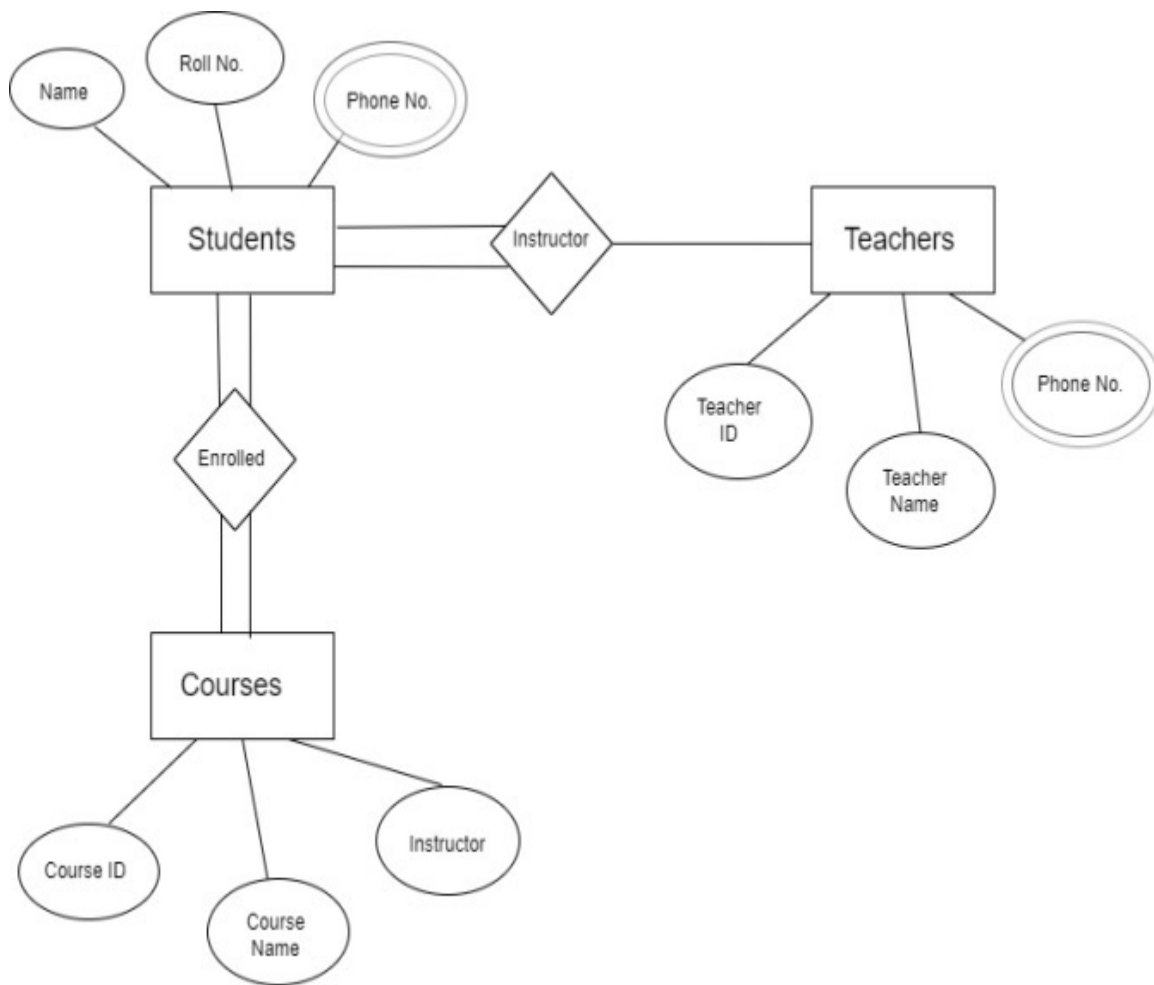 Name
Roll No.
Phone No.
Students
Instructor
Teachers
Teacher
ID
Teacher
Name
Phone No.
Enrolled
Courses
Course ID
Course
Name
Instructor